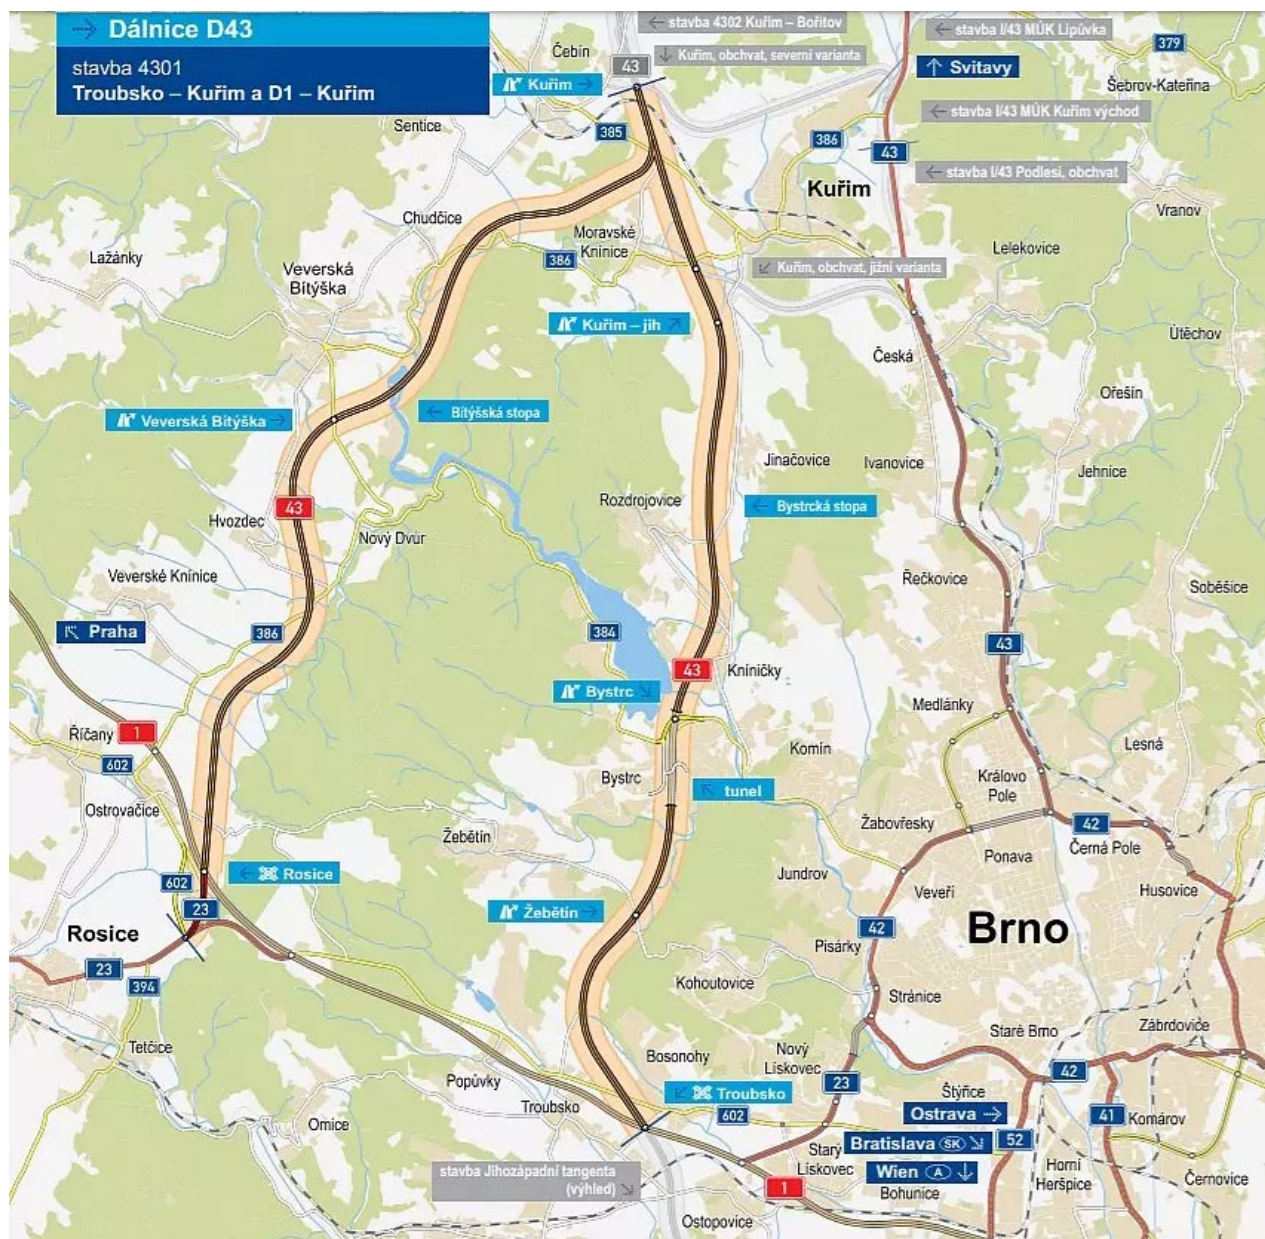 Dálnice D43
stavba 4301
Troubsko – Kuřim a D1 – Kuřim
stavba 4302 Kuřim – Bořitov
Kuřim, obchvat, severní varianta
stavba I/43 MÚK Lipůvka
379
Svitavy
Čebín
43
Kuřim
Šebrov-Kateřina
stavba I/43 MÚK Kuřim východ
Sentice
385
386
43
Kuřim
stavba I/43 Podlesí, obchvat
Chudčice
Vranov
Moravské
Knínice
386
Lelekovice
Lažánky
Veverská
Bítýška
Kuřim, obchvat, jižní varianta
Kuřim – jih
Útěchov
Česká
Ořešín
Veverská Bítýška
Bítýšská stopa
Jinačovice
Ivanovice
Jehnice
43
Rozdrojovice
Bystrcká stopa
Hvozdec
Nový Dvůr
Veverské Knínice
Řečkovice
Soběšice
Praha
386
384
43
43
Kníničky
Bystrc
Medlánky
Říčany
1
602
Komín
Lesná
Bystrc
Královo
Pole
tunel
Ostrovačice
Žebětín
Žabovřesky
42
Černá Pole
Ponava
Rosice
602
Jundrov
Veveří
Husovice
23
Žebětín
Rosice
42
Brno
Pisárky
23
394
Kohoutovice
Stránice
Staré Brno
Zábrdovice
Tetčice
Bosonohy
Nový
Lískovec
42
Popůvky
23
Štýřice
Troubsko
Troubsko
602
Ostrava
41
Komárov
Omice
Bratislava SK
52
Starý
Lískovec
Wien A
Horní
Heršpice
Černovice
stavba Jihozápadní tangenta
(výhled)
1
Bohunice
Ostopovice